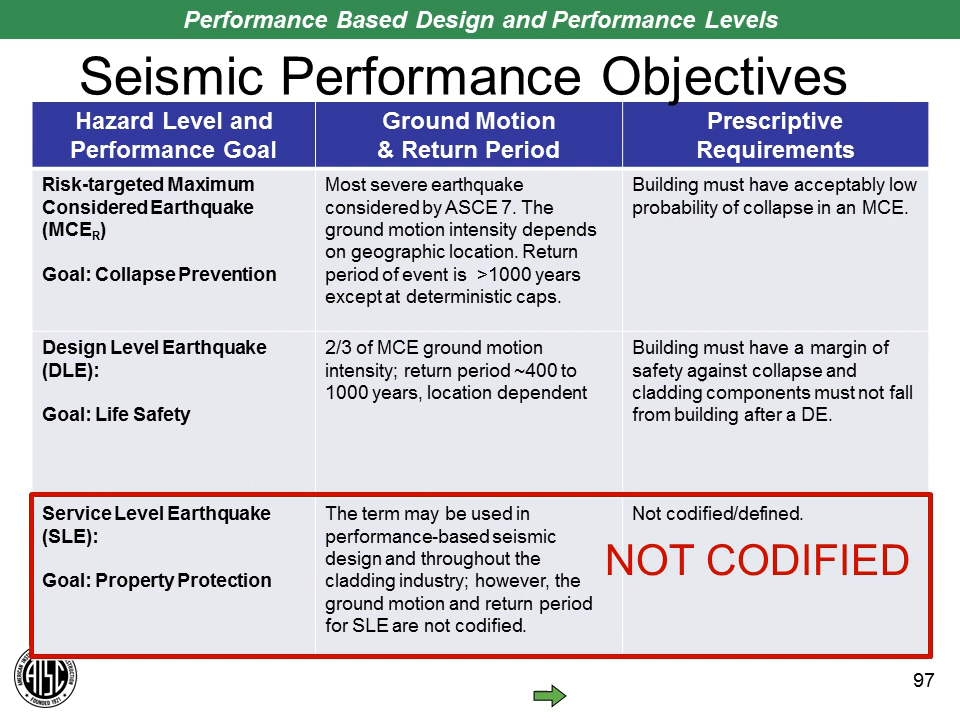 Performance Based Design and Performance Levels
Seismic Performance Objectives
Hazard Level and
Performance Goal
Ground Motion
& Return Period
Prescriptive
Requirements
Risk-targeted Maximum
Considered Earthquake
(MCER)
Goal: Collapse Prevention
Most severe earthquake
considered by ASCE 7. The
ground motion intensity depends
on geographic location. Return
period of event is >1000 years
except at deterministic caps.
Building must have acceptably low
probability of collapse in an MCE.
Design Level Earthquake
(DLE):
Goal: Life Safety
2/3 of MCE ground motion
intensity; return period ~400 to
1000 years, location dependent
Building must have a margin of
safety against collapse and
cladding components must not fall
from building after a DE.
Service Level Earthquake
(SLE):
Goal: Property Protection
The term may be used in
performance-based seismic
design and throughout the
cladding industry; however, the
ground motion and return period
for SLE are not codified.
Not codified/defined.
NOT CODIFIED
AISC
FOUNDED 1921
97